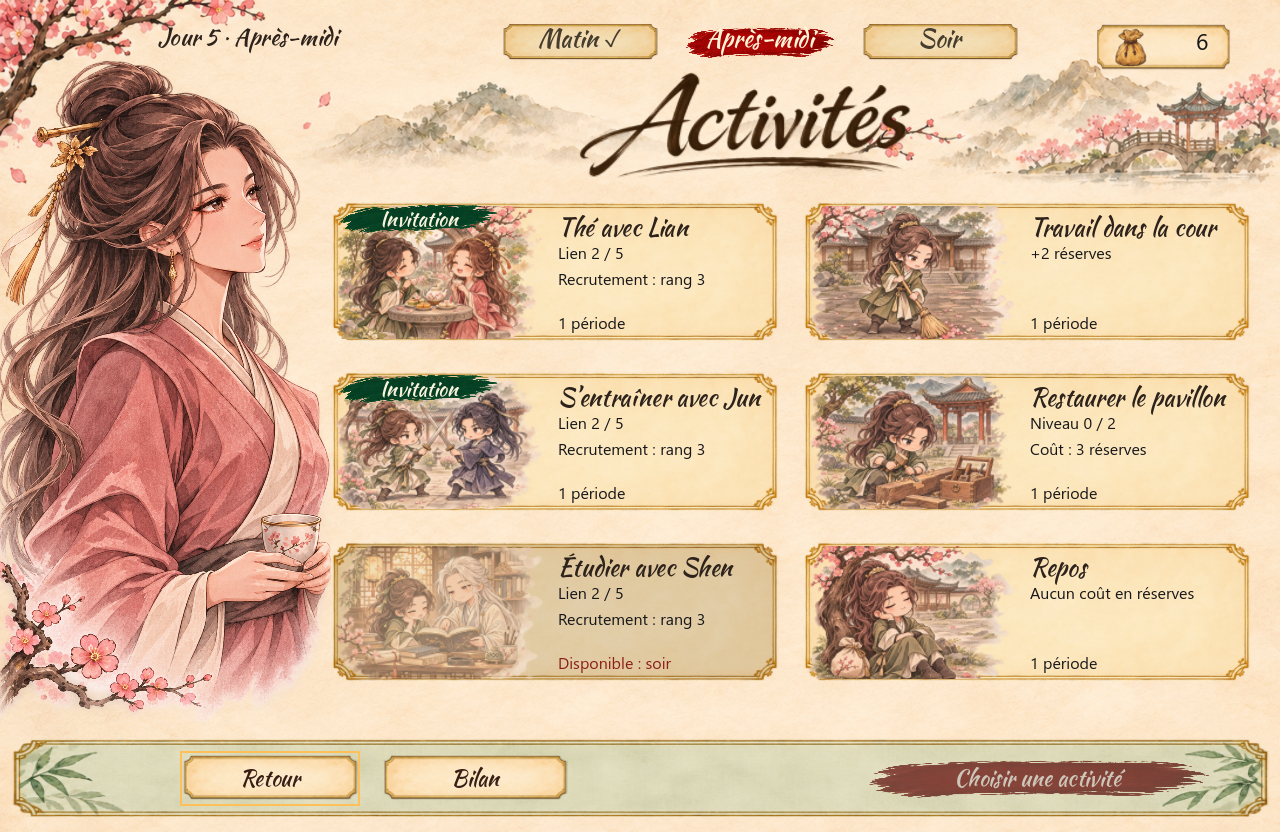 Jour 5 · Après-midi
Matin ✓
Après-midi
Soir
6
Activités
Invitation
Thé avec Lian
Lien 2 / 5
Recrutement : rang 3
1 période
Travail dans la cour
+2 réserves
1 période
Invitation
S'entraîner avec Jun
Lien 2 / 5
Recrutement : rang 3
1 période
Restaurer le pavillon
Niveau 0 / 2
Coût : 3 réserves
1 période
Étudier avec Shen
Lien 2 / 5
Recrutement : rang 3
Disponible : soir
Repos
Aucun coût en réserves
1 période
Retour
Bilan
Choisir une activité